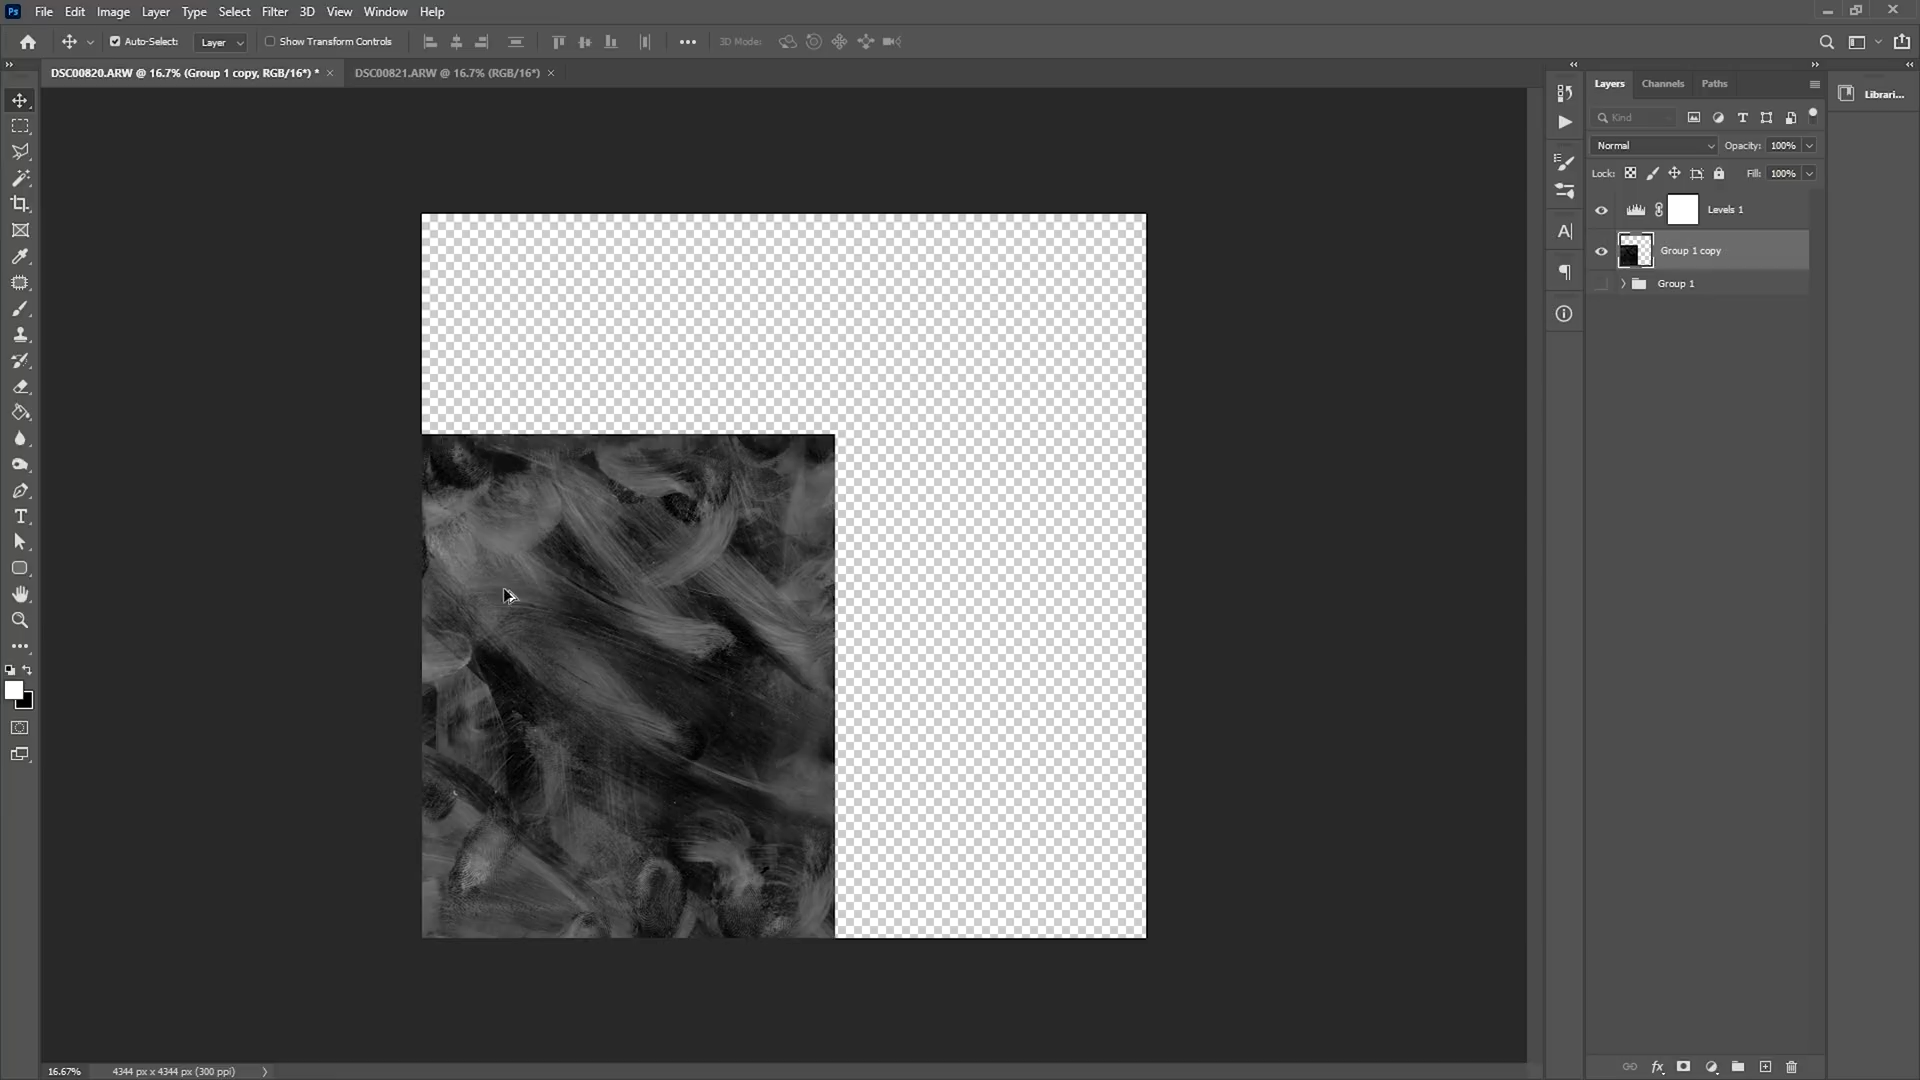 Ps File Edit Image Layer Type Select Filter 3D View Window Help
Auto-Select: Layer Show Transform Controls 3D Mode:
DSC00820.ARW @ 16.7% (Group 1 copy, RGB/16*) * × DSC00821.ARW @ 16.7% (RGB/16*) ×
Layers Channels Paths
Librari...
Kind
Normal Opacity: 100%
Lock: Fill: 100%
Levels 1
Group 1 copy
Group 1
16.67% 4344 px x 4344 px (300 ppi)